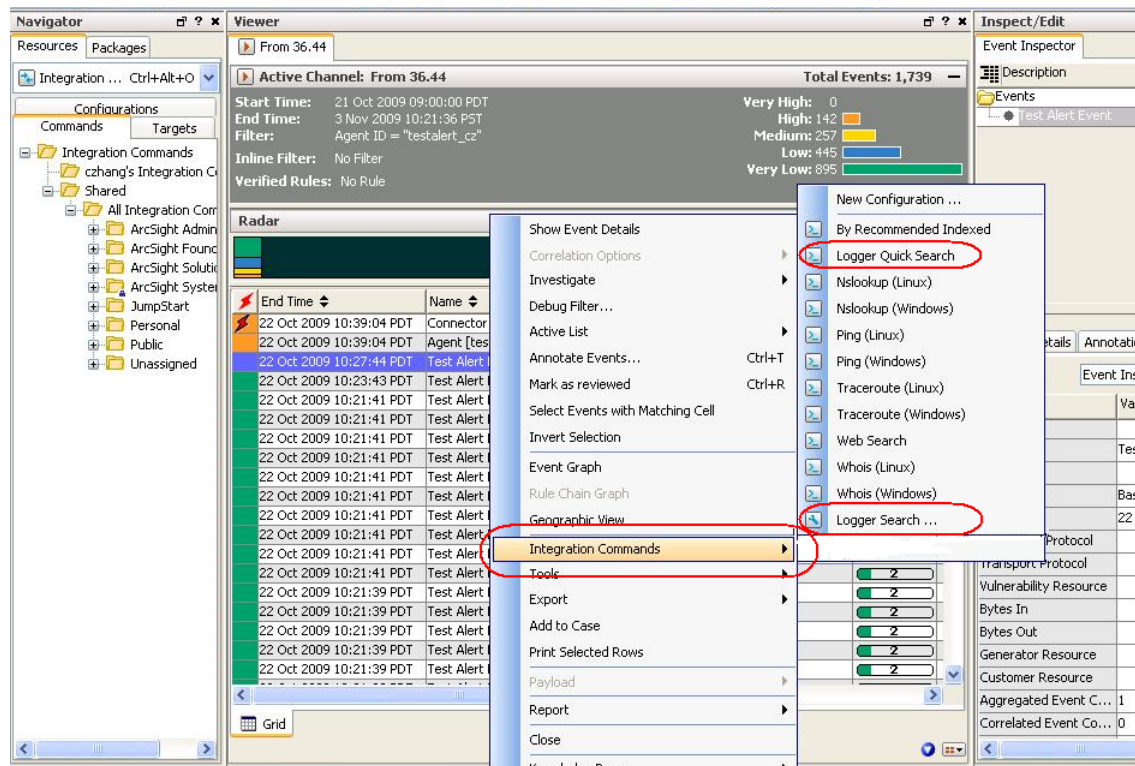 Navigator
Resources Packages
Integration ... Ctrl+Alt+O
Configurations
Commands Targets
Integration Commands
czhang's Integration
Shared
All Integration
ArcSight
ArcSight
ArcSight
ArcSight
JumpStart
Personal
Public
Unassigned
Viewer
From 36.44
Active Channel: From 36.44 Total Events: 1,739
Start Time: 21 Oct 2009 09:00:00 PDT
End Time: 3 Nov 2009 10:21:36 PST
Filter: Agent ID = "testalert_cz"
Inline Filter: No Filter
Verified Rules: No Rule
Very High: 0
High: 142
Medium: 257
Low: 445
Very Low: 895
Radar
End Time Name
22 Oct 2009 10:39:04 PDT Connector
22 Oct 2009 10:39:04 PDT Agent [tes
22 Oct 2009 10:27:44 PDT Test Alert
22 Oct 2009 10:23:43 PDT Test Alert
22 Oct 2009 10:21:41 PDT Test Alert
22 Oct 2009 10:21:41 PDT Test Alert
22 Oct 2009 10:21:41 PDT Test Alert
22 Oct 2009 10:21:41 PDT Test Alert
22 Oct 2009 10:21:41 PDT Test Alert
22 Oct 2009 10:21:41 PDT Test Alert
22 Oct 2009 10:21:41 PDT Test Alert
22 Oct 2009 10:21:41 PDT Test Alert
22 Oct 2009 10:21:41 PDT Test Alert
22 Oct 2009 10:21:41 PDT Test Alert 2
22 Oct 2009 10:21:39 PDT Test Alert 2
22 Oct 2009 10:21:39 PDT Test Alert 2
22 Oct 2009 10:21:39 PDT Test Alert 2
22 Oct 2009 10:21:39 PDT Test Alert 2
22 Oct 2009 10:21:39 PDT Test Alert 2
Grid
Show Event Details
Correlation Options
Investigate
Debug Filter...
Active List
Annotate Events... Ctrl+T
Mark as reviewed Ctrl+R
Select Events with Matching Cell
Invert Selection
Event Graph
Rule Chain Graph
Geographic View
Integration Commands
Tools
Export
Add to Case
Print Selected Rows
Payload
Report
Close
New Configuration ...
By Recommended Indexed
Logger Quick Search
Nslookup (Linux)
Nslookup (Windows)
Ping (Linux)
Ping (Windows)
Traceroute (Linux)
Traceroute (Windows)
Web Search
Whois (Linux)
Whois (Windows)
Logger Search ...
Inspect/Edit
Event Inspector
Description
Events
Test Alert Event
etails Annotati
Event Ins
Va
Tes
Bas
22
Protocol
Transport Protocol
Vulnerability Resource
Bytes In
Bytes Out
Generator Resource
Customer Resource
Aggregated Event C... 1
Correlated Event Co... 0